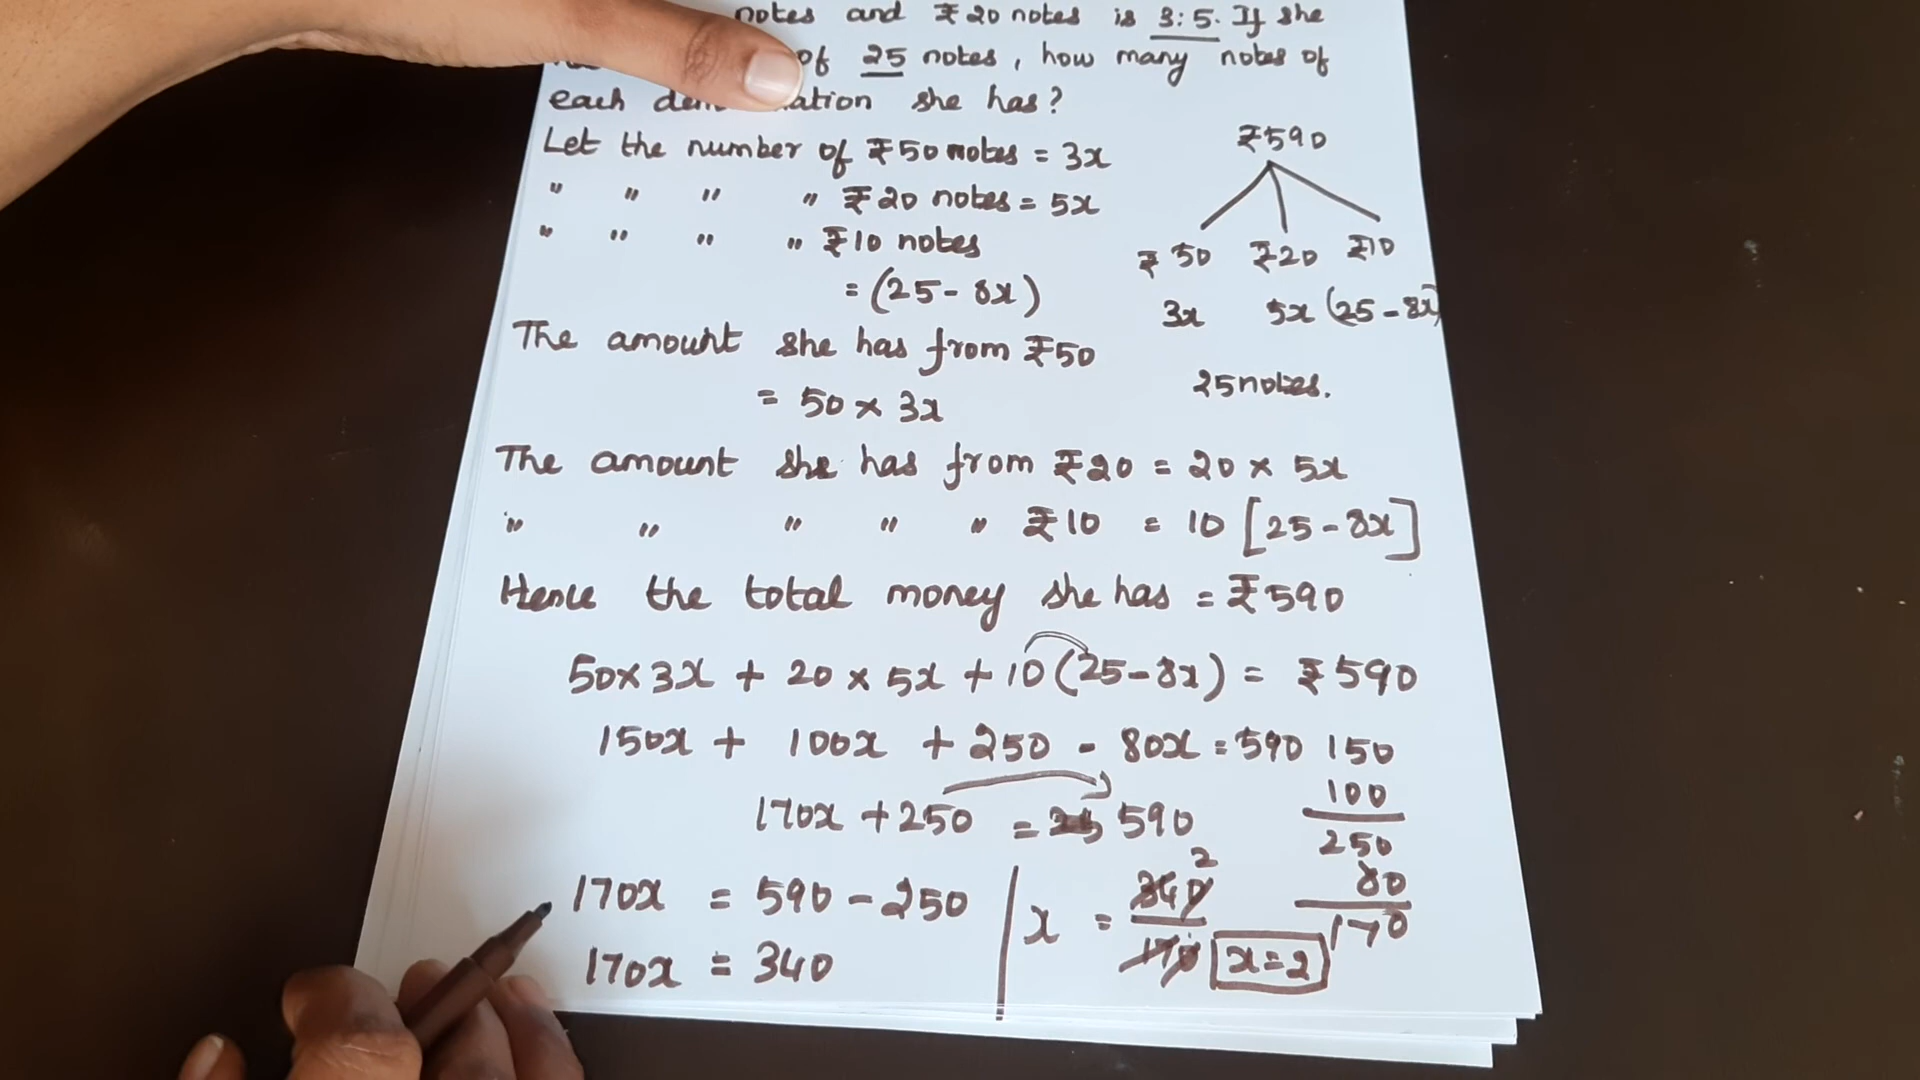 notes and ₹20 notes is 3:5. If she
of 25 notes, how many notes of
each she has?
Let the number of ₹50 notes = 3x
" " " " ₹20 notes = 5x
" " " " ₹10 notes
= (25 - 8x)
The amount she has from ₹50
= 50 × 3x
The amount she has from ₹20 = 20 × 5x
" " " " " ₹10 = 10 [25 - 8x]
Hence the total money she has = ₹590
50 × 3x + 20 × 5x + 10 (25 - 8x) = ₹590
150x + 100x + 250 - 80x = 590
170x + 250 = 590
170x = 590 - 250
170x = 340
x = 340/170
2
x = 2
₹590
₹50 ₹20 ₹10
3x 5x (25 - 8x)
25 notes.
150
100
250
80
170